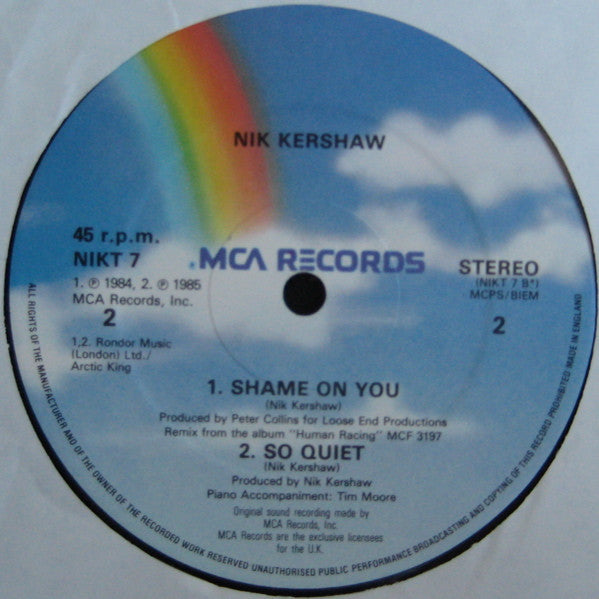 NIK KERSHAW
45 r.p.m.
NIKT 7
MCA RECORDS
STEREO
(NIKT 7 B*)
MCPS/BIEM
1. ℗ 1984, 2. ℗ 1985
MCA Records, Inc.
2
2
1,2. Rondor Music
(London) Ltd./
Arctic King
1. SHAME ON YOU
(Nik Kershaw)
Produced by Peter Collins for Loose End Productions
Remix from the album "Human Racing" MCF 3197
2. SO QUIET
(Nik Kershaw)
Produced by Nik Kershaw
Piano Accompaniment: Tim Moore
Original sound recording made by
MCA Records, Inc.
MCA Records are the exclusive licensees
for the U.K.
ALL RIGHTS OF THE MANUFACTURER AND OF THE OWNER OF THE RECORDED WORK RESERVED UNAUTHORISED PUBLIC PERFORMANCE BROADCASTING AND COPYING OF THIS RECORD PROHIBITED MADE IN ENGLAND